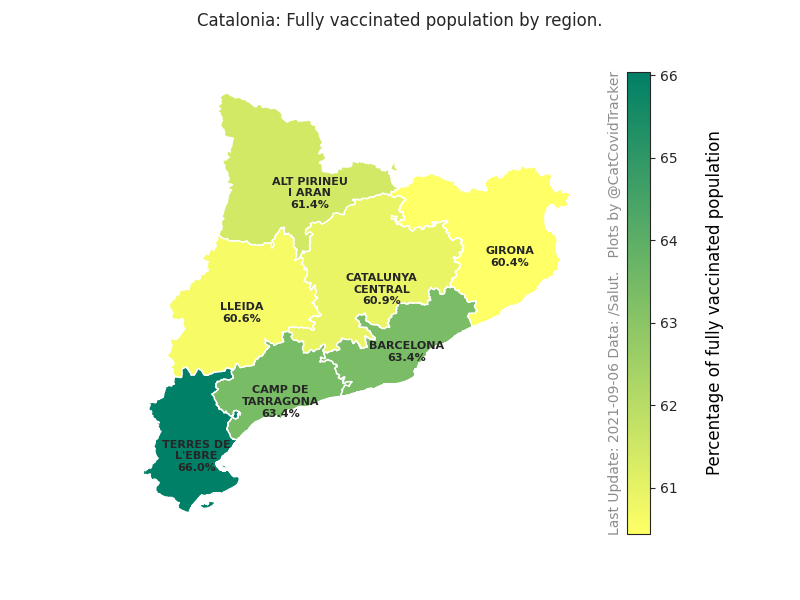 Catalonia: Fully vaccinated population by region.
ALT PIRINEU
I ARAN
61.4%
GIRONA
60.4%
CATALUNYA
CENTRAL
60.9%
LLEIDA
60.6%
BARCELONA
63.4%
CAMP DE
TARRAGONA
63.4%
TERRES DE
L'EBRE
66.0%
Last Update: 2021-09-06 Data: /Salut.   Plots by @CatCovidTracker
66
65
64
63
62
61
Percentage of fully vaccinated population